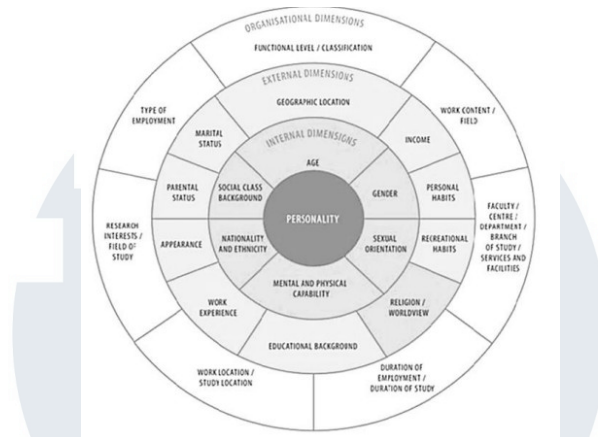 ORGANISATIONAL DIMENSIONS
FUNCTIONAL LEVEL / CLASSIFICATION
EXTERNAL DIMENSIONS
GEOGRAPHIC LOCATION
INTERNAL DIMENSIONS
AGE
PERSONALITY
TYPE OF
EMPLOYMENT
WORK CONTENT /
FIELD
MARITAL
STATUS
INCOME
PARENTAL
STATUS
SOCIAL CLASS
BACKGROUND
GENDER
PERSONAL
HABITS
RESEARCH
INTERESTS /
FIELD OF
STUDY
APPEARANCE
NATIONALITY
AND ETHNICITY
SEXUAL
ORIENTATION
RECREATIONAL
HABITS
FACULTY /
CENTRE /
DEPARTMENT /
BRANCH
OF STUDY /
SERVICES AND
FACILITIES
MENTAL AND PHYSICAL
CAPABILITY
WORK
EXPERIENCE
RELIGION /
WORLDVIEW
EDUCATIONAL BACKGROUND
WORK LOCATION /
STUDY LOCATION
DURATION OF
EMPLOYMENT /
DURATION OF STUDY